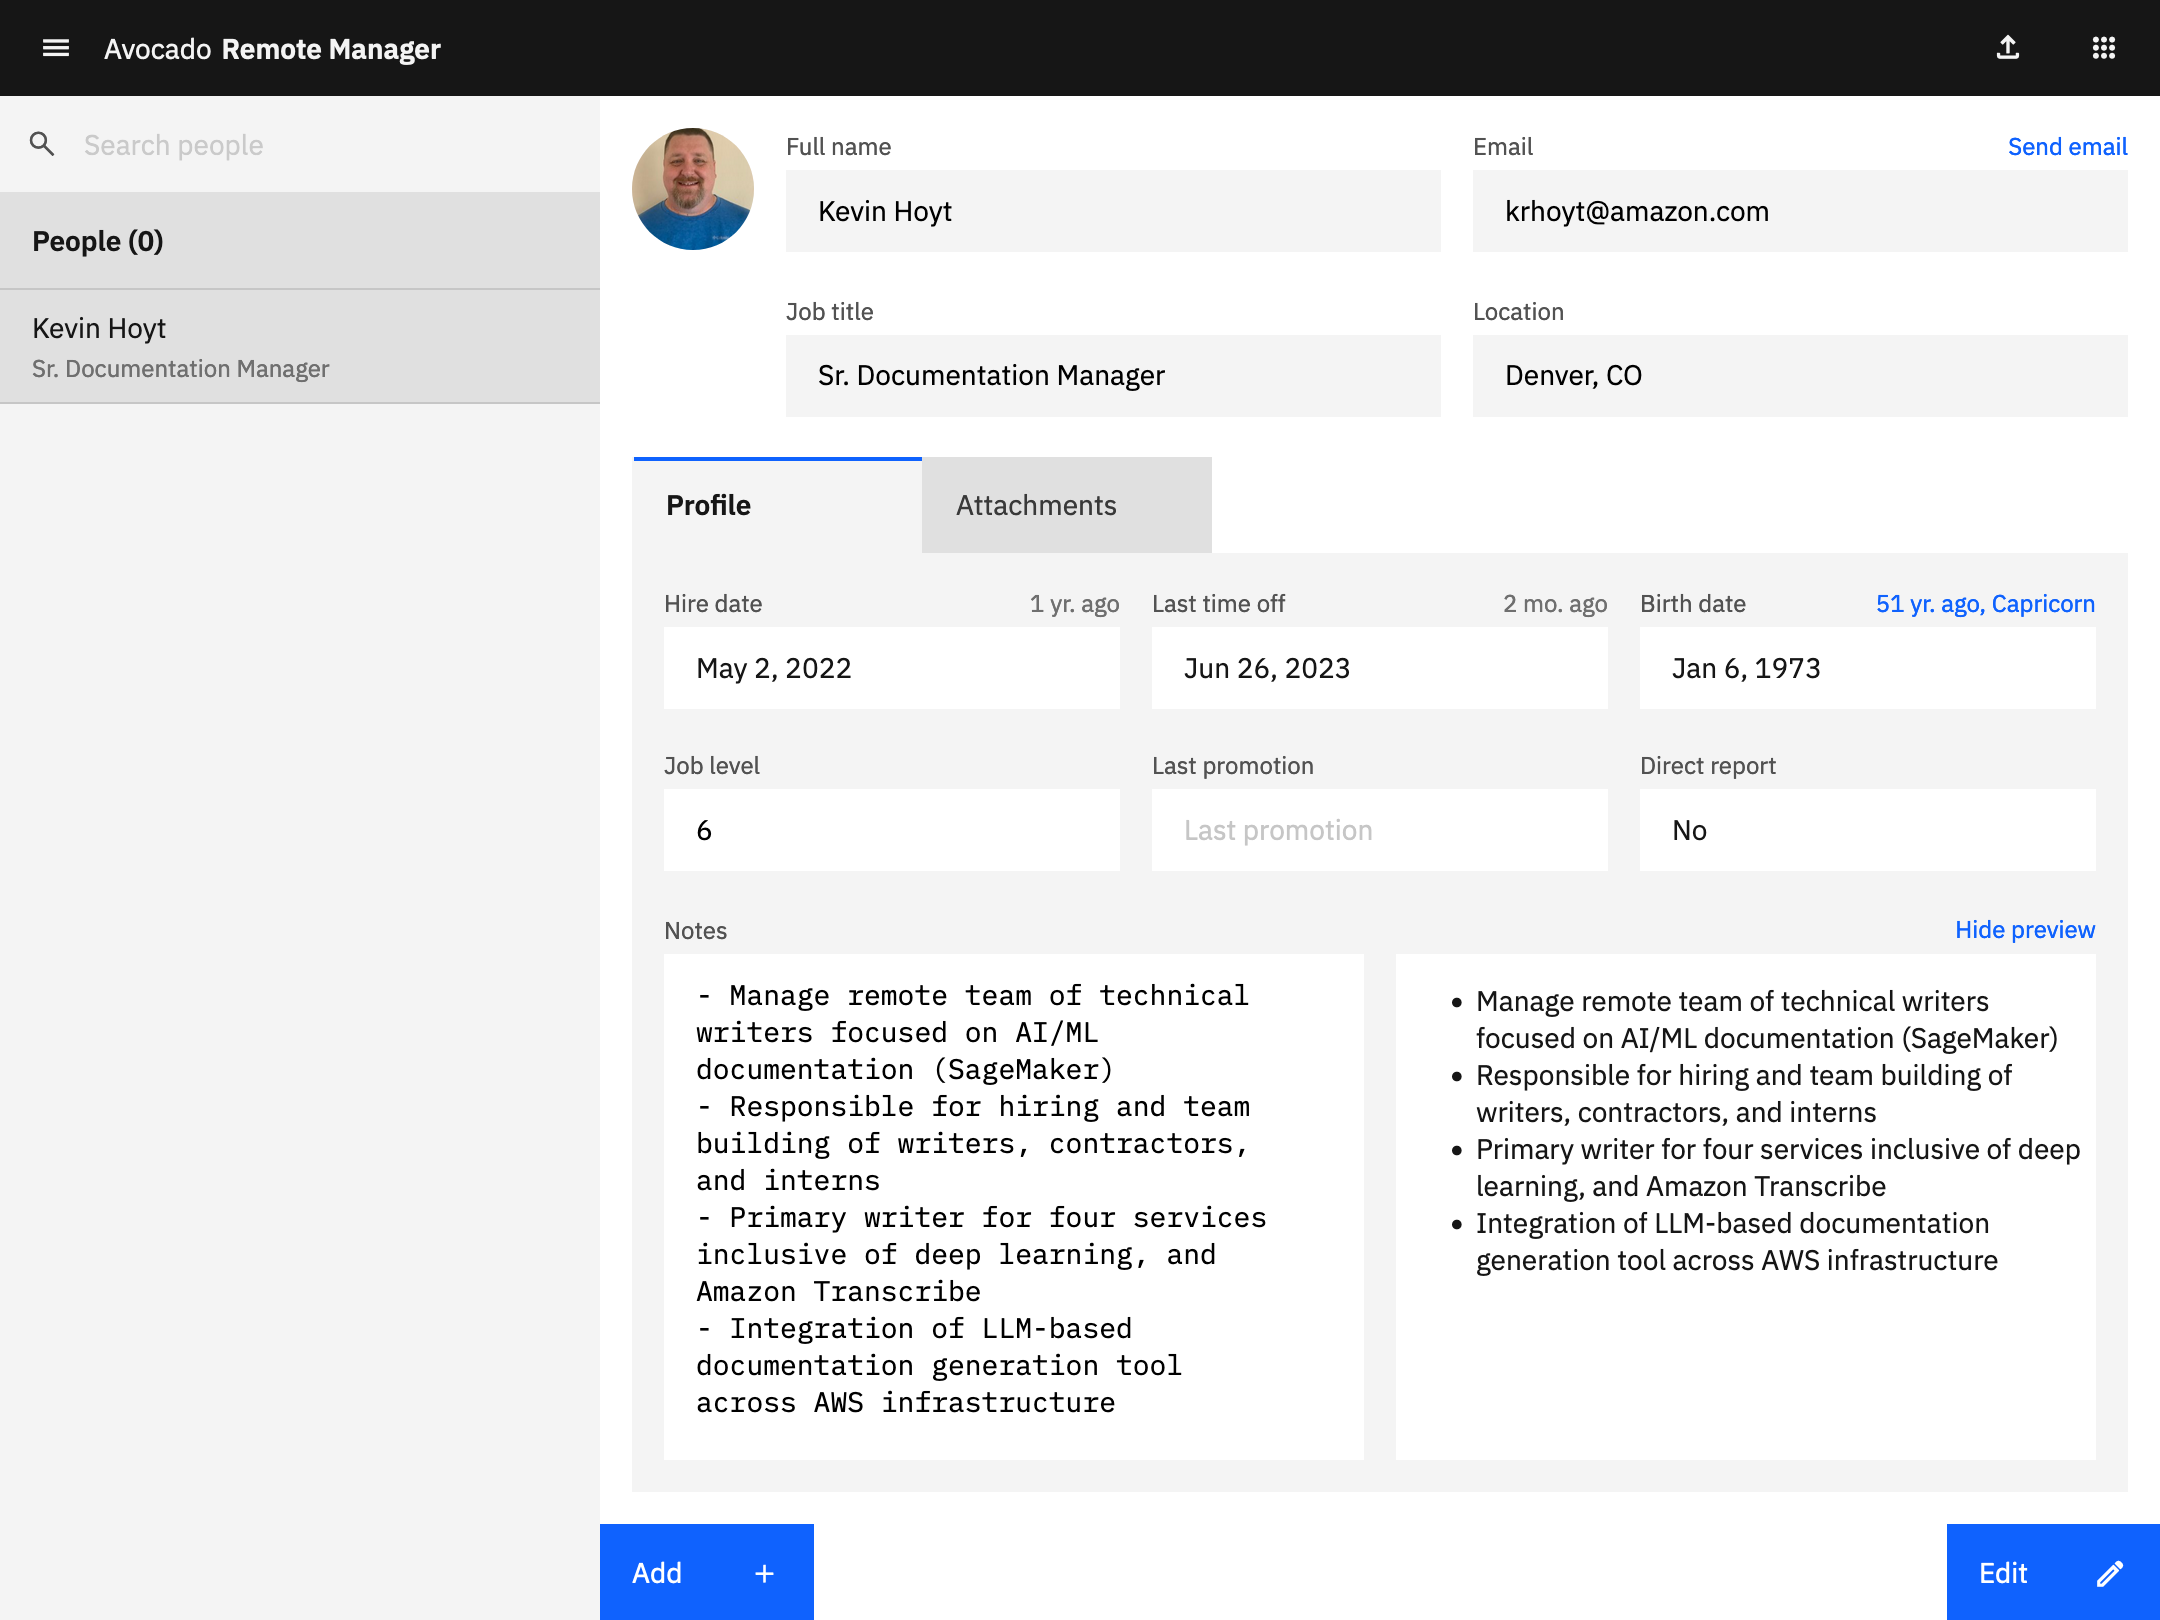 Avocado Remote Manager
Search people
People (0)
Kevin Hoyt
Sr. Documentation Manager
Full name
Kevin Hoyt
Email
Send email
krhoyt@amazon.com
Job title
Sr. Documentation Manager
Location
Denver, CO
Profile
Attachments
Hire date
1 yr. ago
May 2, 2022
Last time off
2 mo. ago
Jun 26, 2023
Birth date
51 yr. ago, Capricorn
Jan 6, 1973
Job level
6
Last promotion
Last promotion
Direct report
No
Notes
Hide preview
- Manage remote team of technical
writers focused on AI/ML
documentation (SageMaker)
- Responsible for hiring and team
building of writers, contractors,
and interns
- Primary writer for four services
inclusive of deep learning, and
Amazon Transcribe
- Integration of LLM-based
documentation generation tool
across AWS infrastructure
• Manage remote team of technical writers
focused on AI/ML documentation (SageMaker)
• Responsible for hiring and team building of
writers, contractors, and interns
• Primary writer for four services inclusive of deep
learning, and Amazon Transcribe
• Integration of LLM-based documentation
generation tool across AWS infrastructure
Add +
Edit